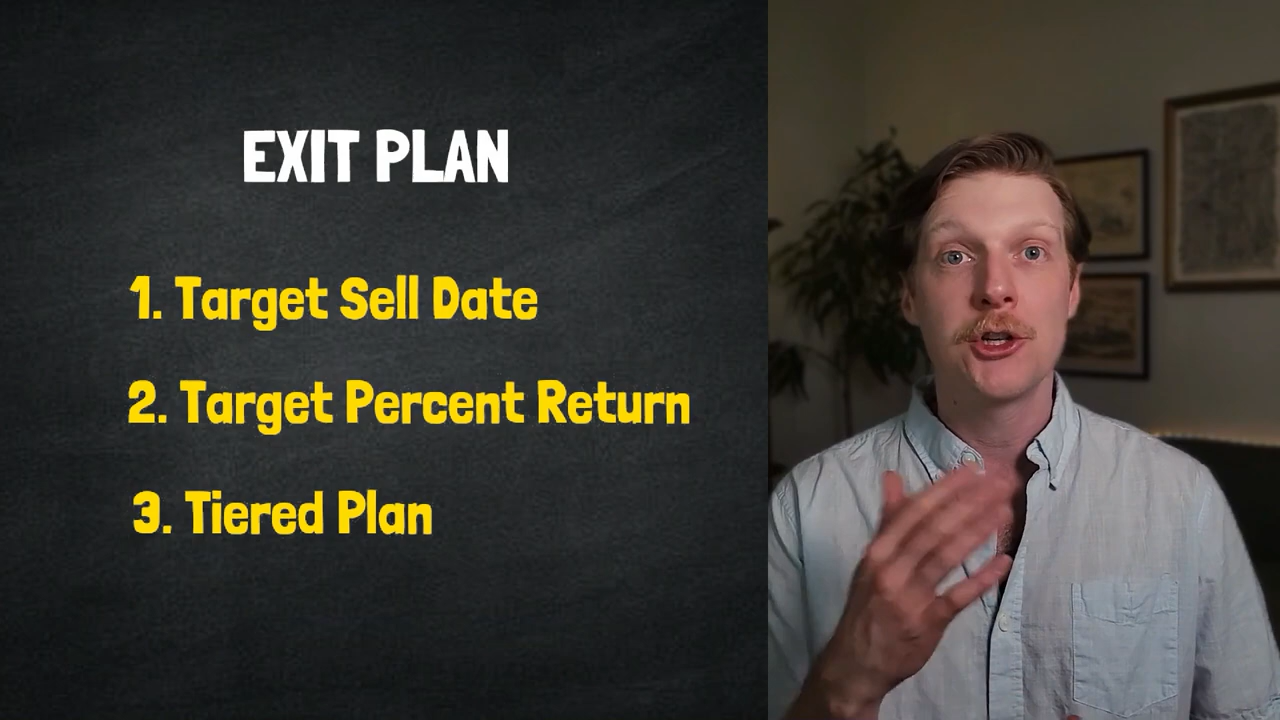 EXIT PLAN
1. Target Sell Date
2. Target Percent Return
3. Tiered Plan